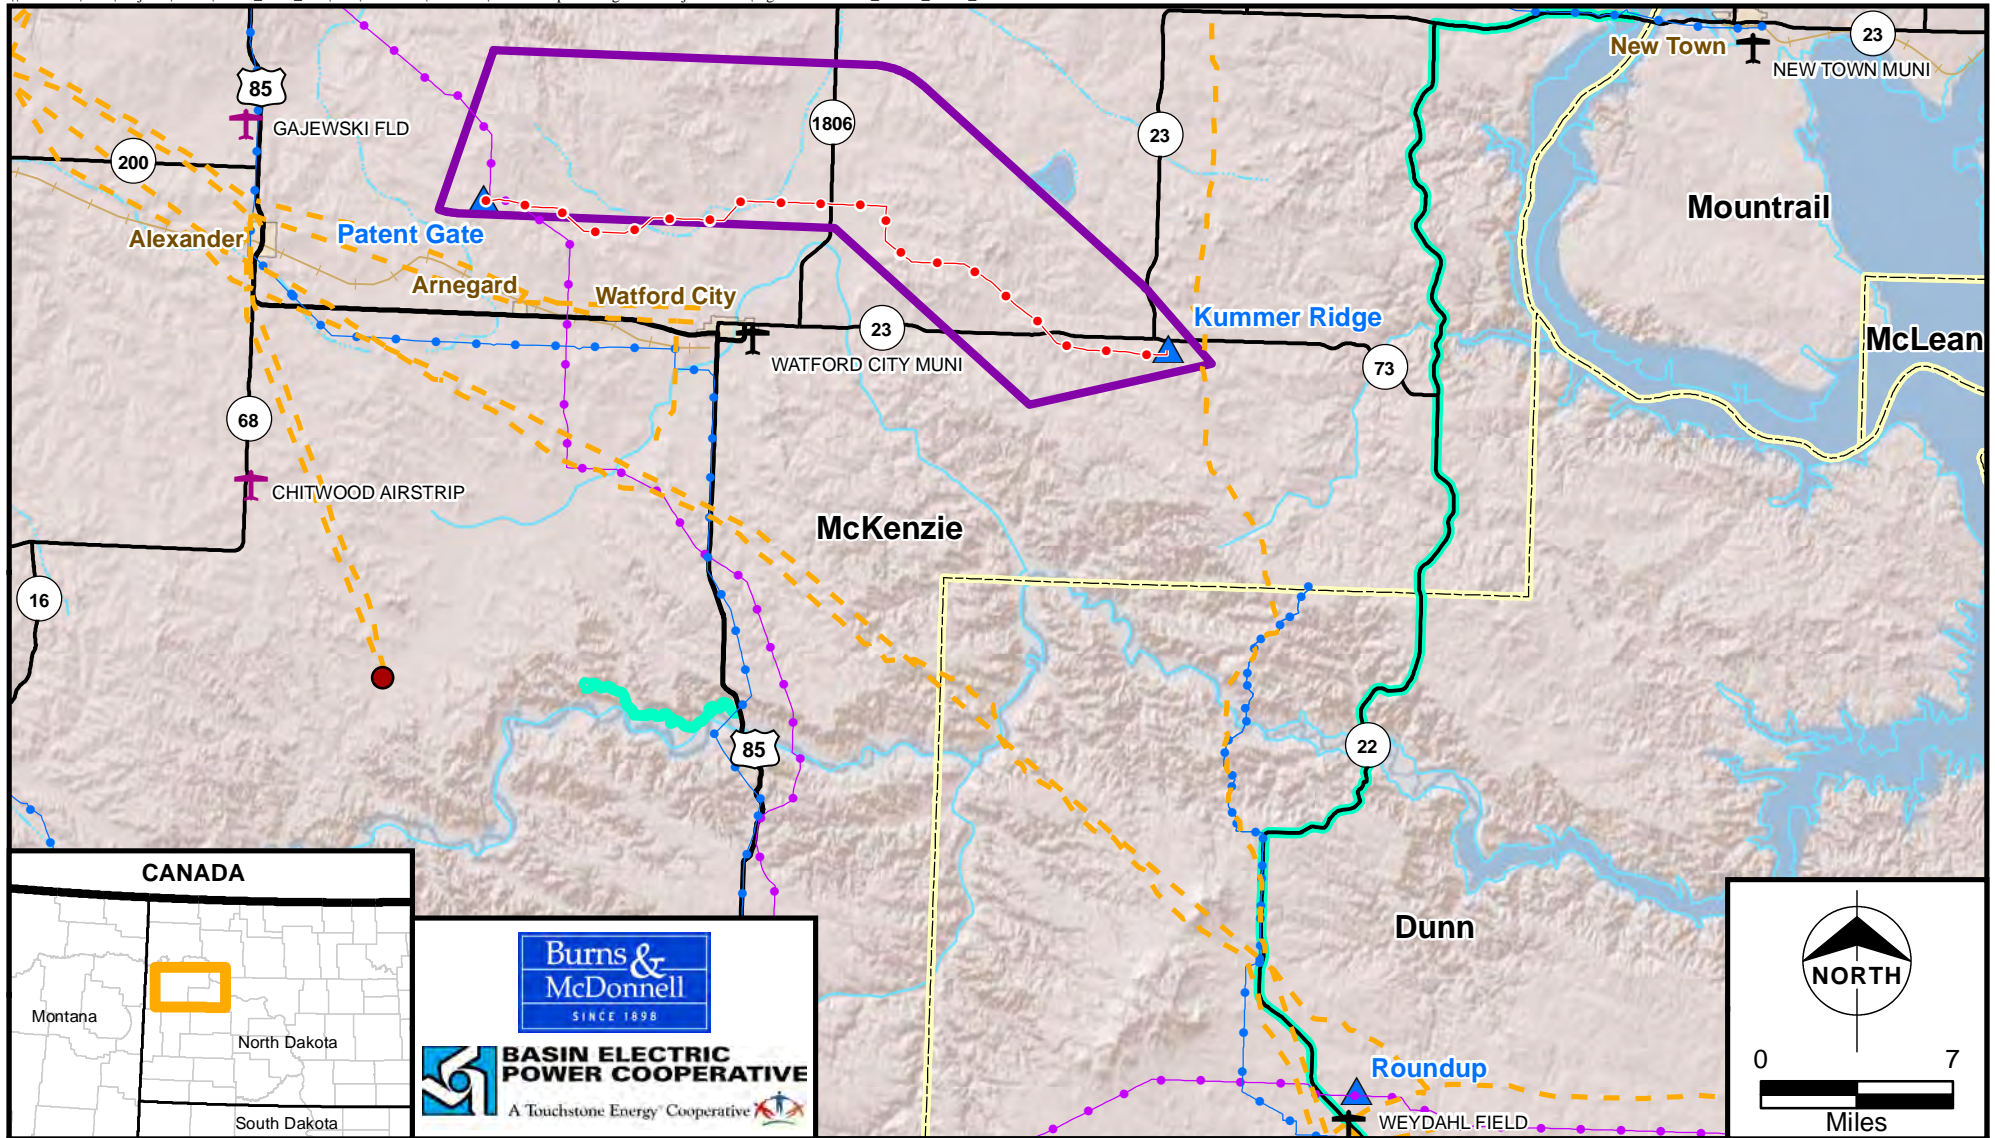 85
GAJEWSKI FLD
200
1806
23
New Town
NEW TOWN MUNI
23
Mountrail
Alexander
Patent Gate
Arnegard
Watford City
Kummer Ridge
McLean
23
WATFORD CITY MUNI
73
68
CHITWOOD AIRSTRIP
McKenzie
16
85
22
Dunn
CANADA
Montana
North Dakota
South Dakota
Burns &
McDonnell
SINCE 1898
BASIN ELECTRIC
POWER COOPERATIVE
A Touchstone Energy Cooperative
Roundup
WEYDAHL FIELD
NORTH
0 7
Miles